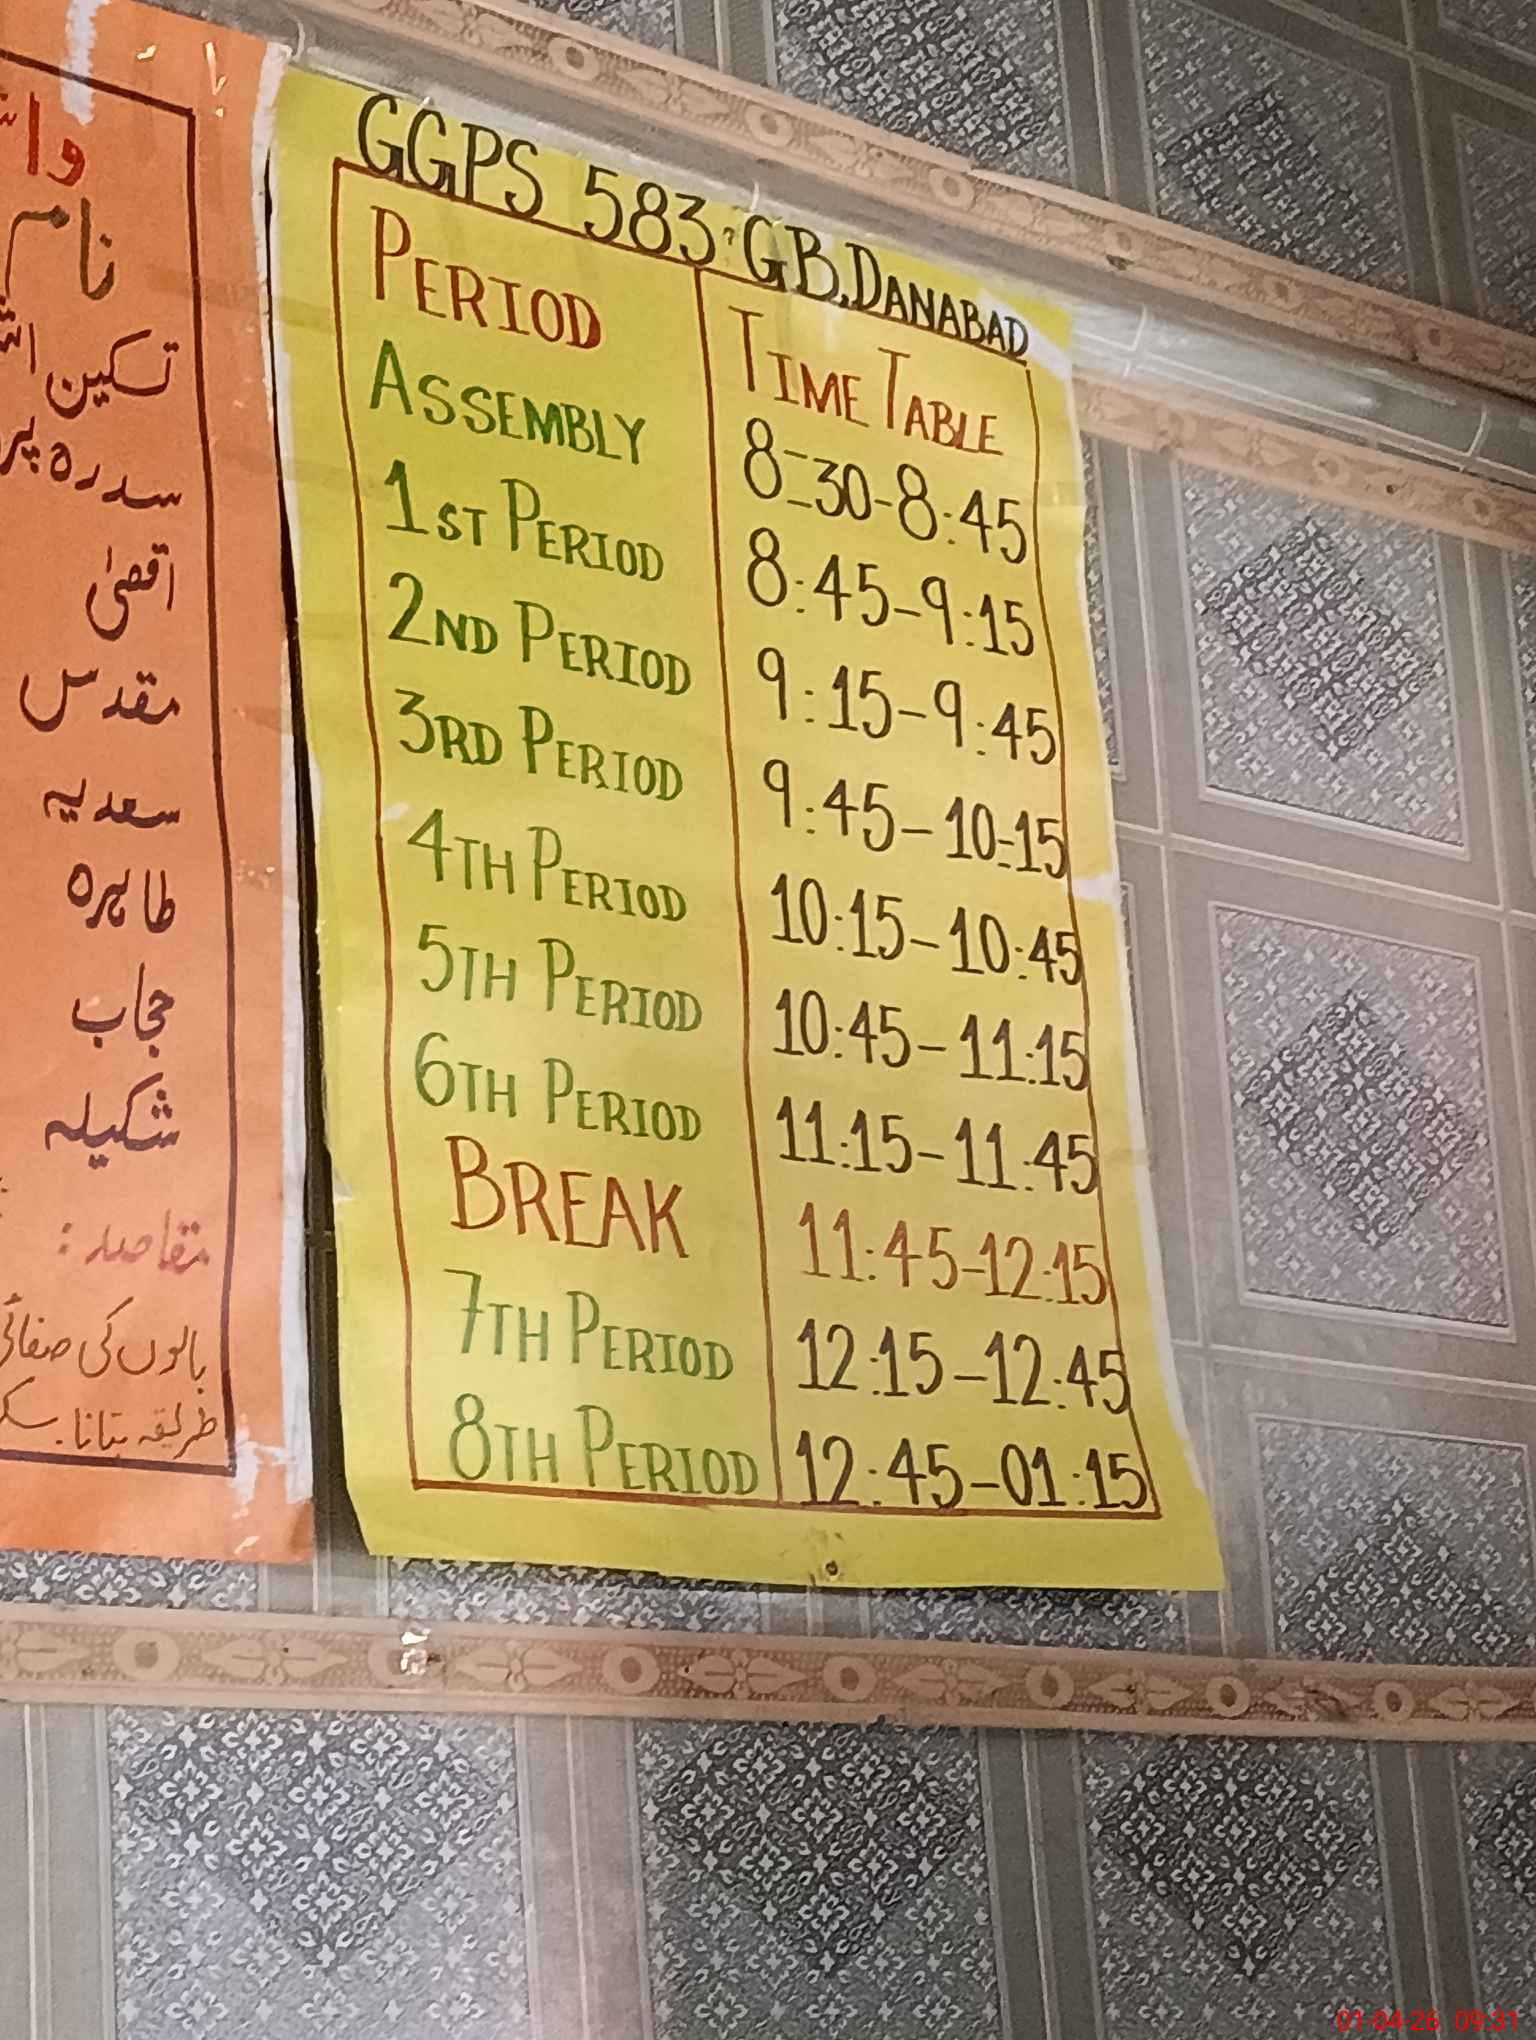 GGPS 583 GB, DANABAD
PERIOD TIME TABLE
ASSEMBLY 8-30-8:45
1ST PERIOD 8:45-9:15
2ND PERIOD 9:15-9:45
3RD PERIOD 9:45-10:15
4TH PERIOD 10:15-10:45
5TH PERIOD 10:45-11:15
6TH PERIOD 11:15-11:45
BREAK 11:45-12:15
7TH PERIOD 12:15-12:45
8TH PERIOD 12:45-01:15
نام
تسکین
سدرہ
اقصیٰ
مقدس
سعدیہ
طاہرہ
حجاب
شکیلہ
مقاصد:
بالوں کی صفائی
طریقہ بتانا۔
01-04-26 09:31